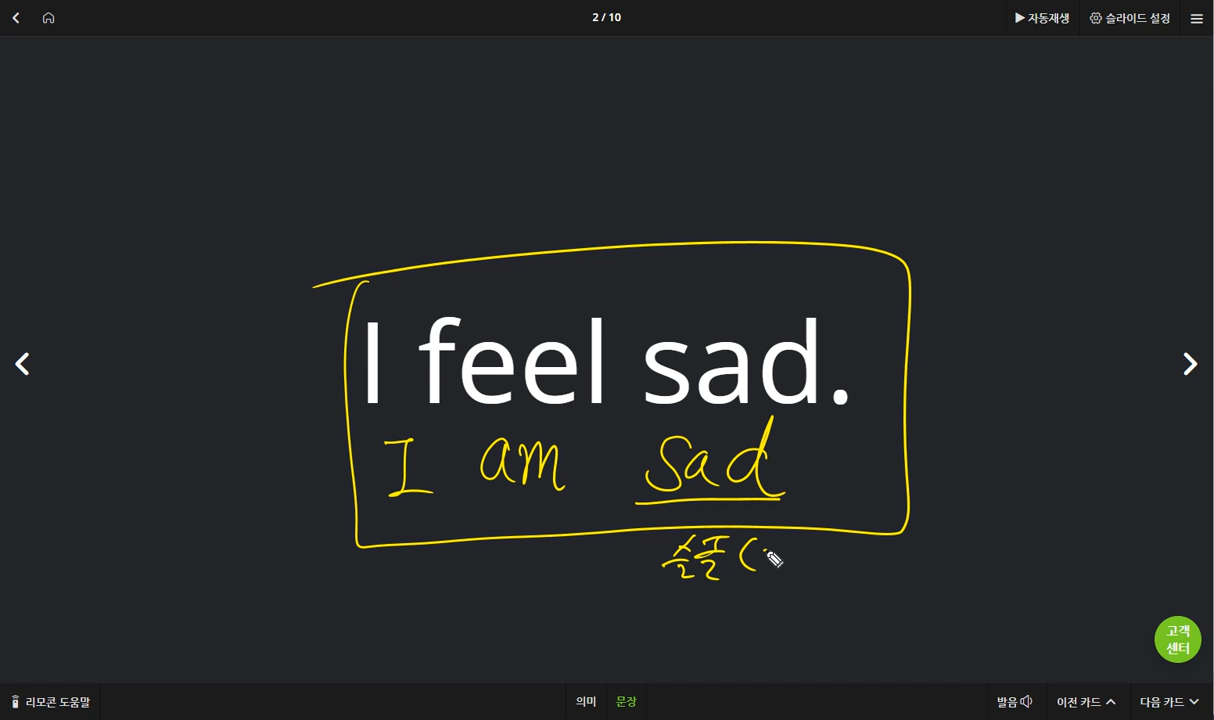 2 / 10
자동재생
슬라이드 설정
I feel sad.
I am sad
슬픈 (
고객
센터
리모콘 도움말
의미
문장
발음
이전 카드
다음 카드